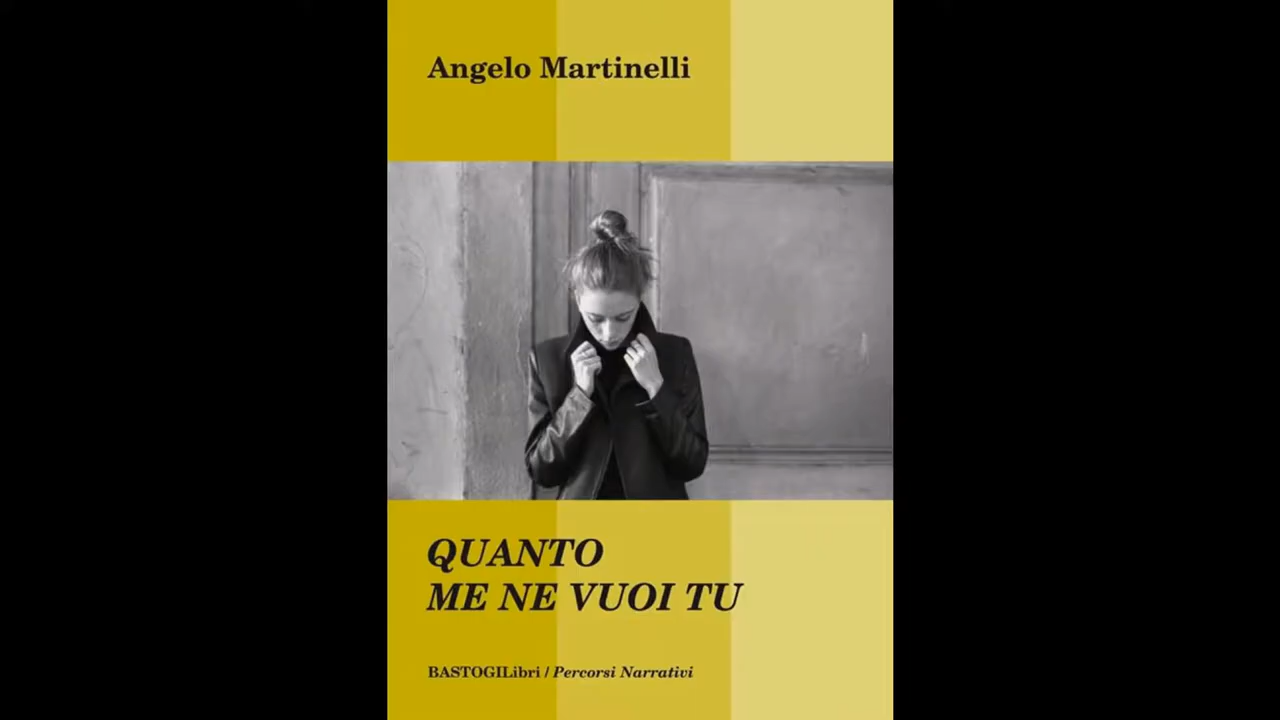 Angelo Martinelli
QUANTO
ME NE VUOI TU
BASTOGILibri / Percorsi Narrativi